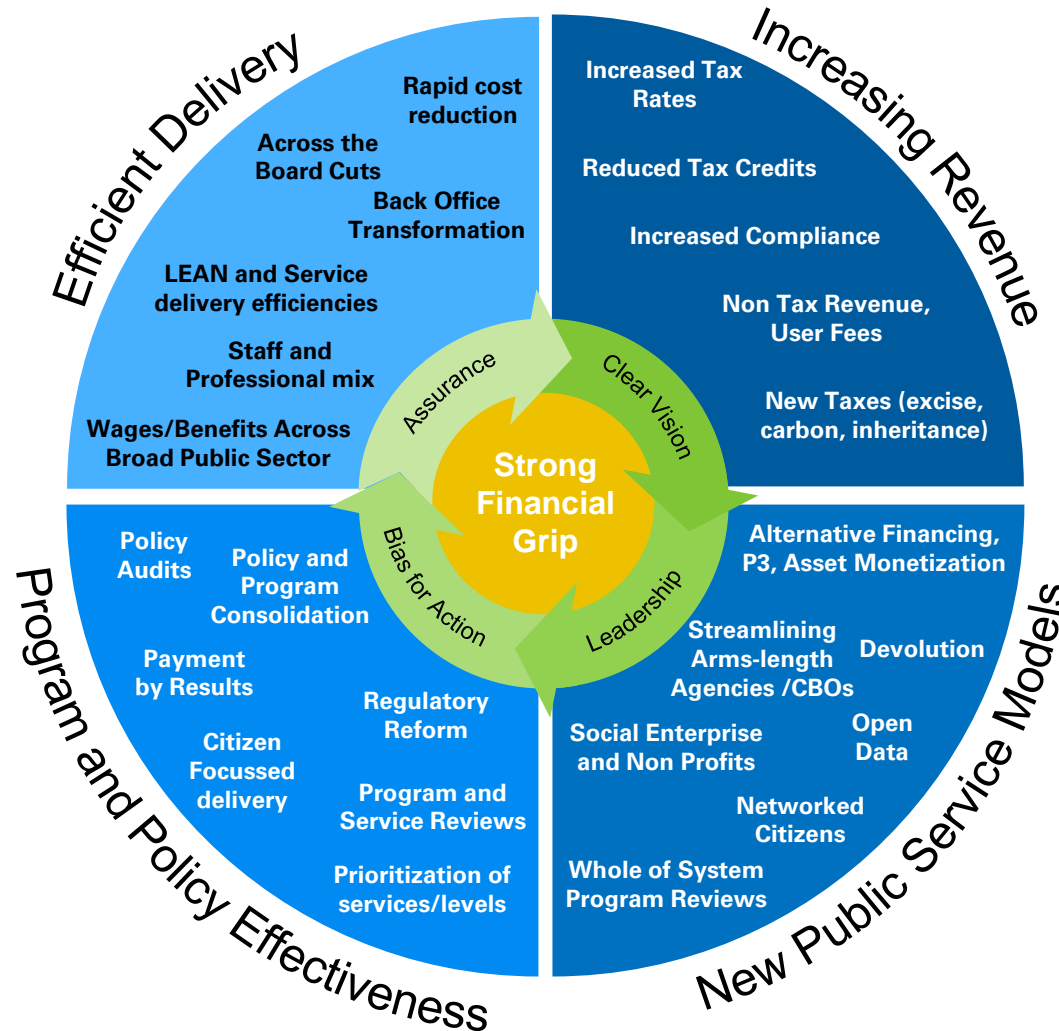 Efficient Delivery
Rapid cost
reduction
Across the
Board Cuts
Back Office
Transformation
LEAN and Service
delivery efficiencies
Staff and
Professional mix
Wages/Benefits Across
Broad Public Sector
Increasing Revenue
Increased Tax
Rates
Reduced Tax Credits
Increased Compliance
Non Tax Revenue,
User Fees
New Taxes (excise,
carbon, inheritance)
Assurance
Clear Vision
Strong
Financial
Grip
Bias for Action
Leadership
Program and Policy Effectiveness
Policy
Audits
Policy and
Program
Consolidation
Payment
by Results
Regulatory
Reform
Citizen
Focussed
delivery
Program and
Service Reviews
Prioritization of
services/levels
New Public Service Models
Alternative Financing,
P3, Asset Monetization
Streamlining
Arms-length
Agencies /CBOs
Devolution
Social Enterprise
and Non Profits
Open
Data
Networked
Citizens
Whole of System
Program Reviews